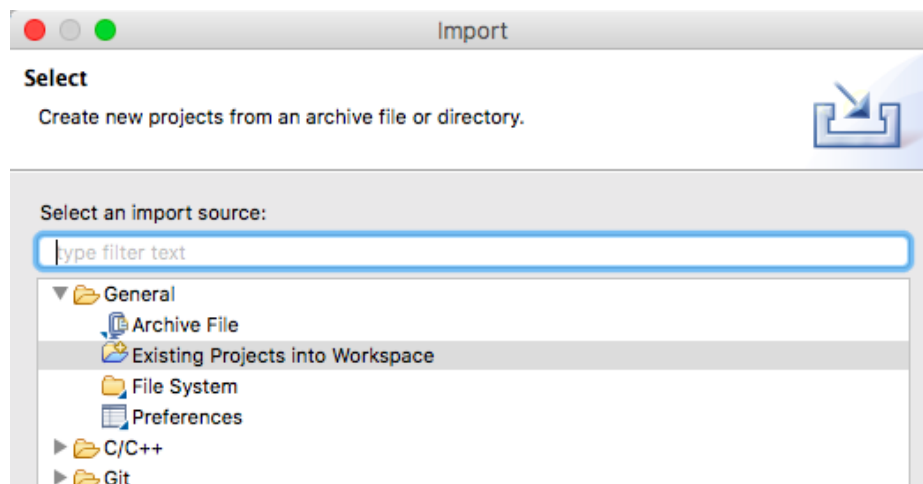 Import
Select
Create new projects from an archive file or directory.
Select an import source:
type filter text
General
Archive File
Existing Projects into Workspace
File System
Preferences
C/C++
Git